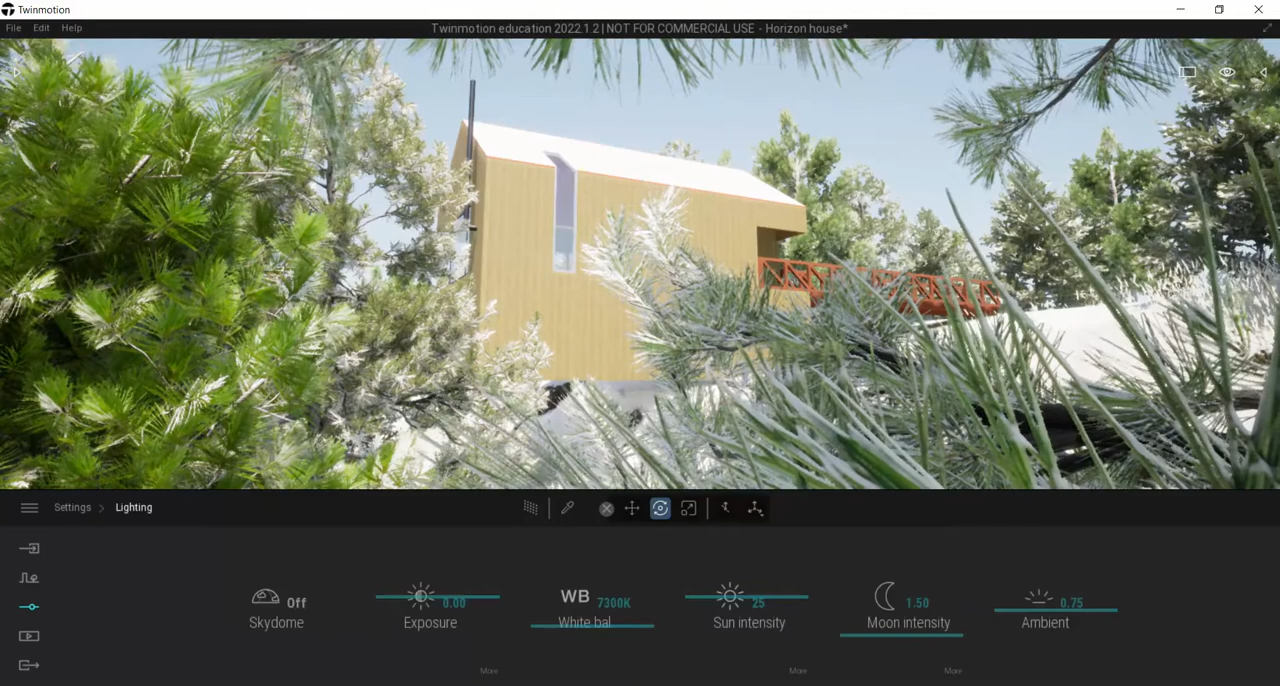 Twinmotion
File Edit Help
Twinmotion education 2022.1.2 | NOT FOR COMMERCIAL USE - Horizon house*
Settings > Lighting
Off
Skydome
0.00
Exposure
WB 7300K
White bal
25
Sun intensity
1.50
Moon intensity
0.75
Ambient
More
More
More